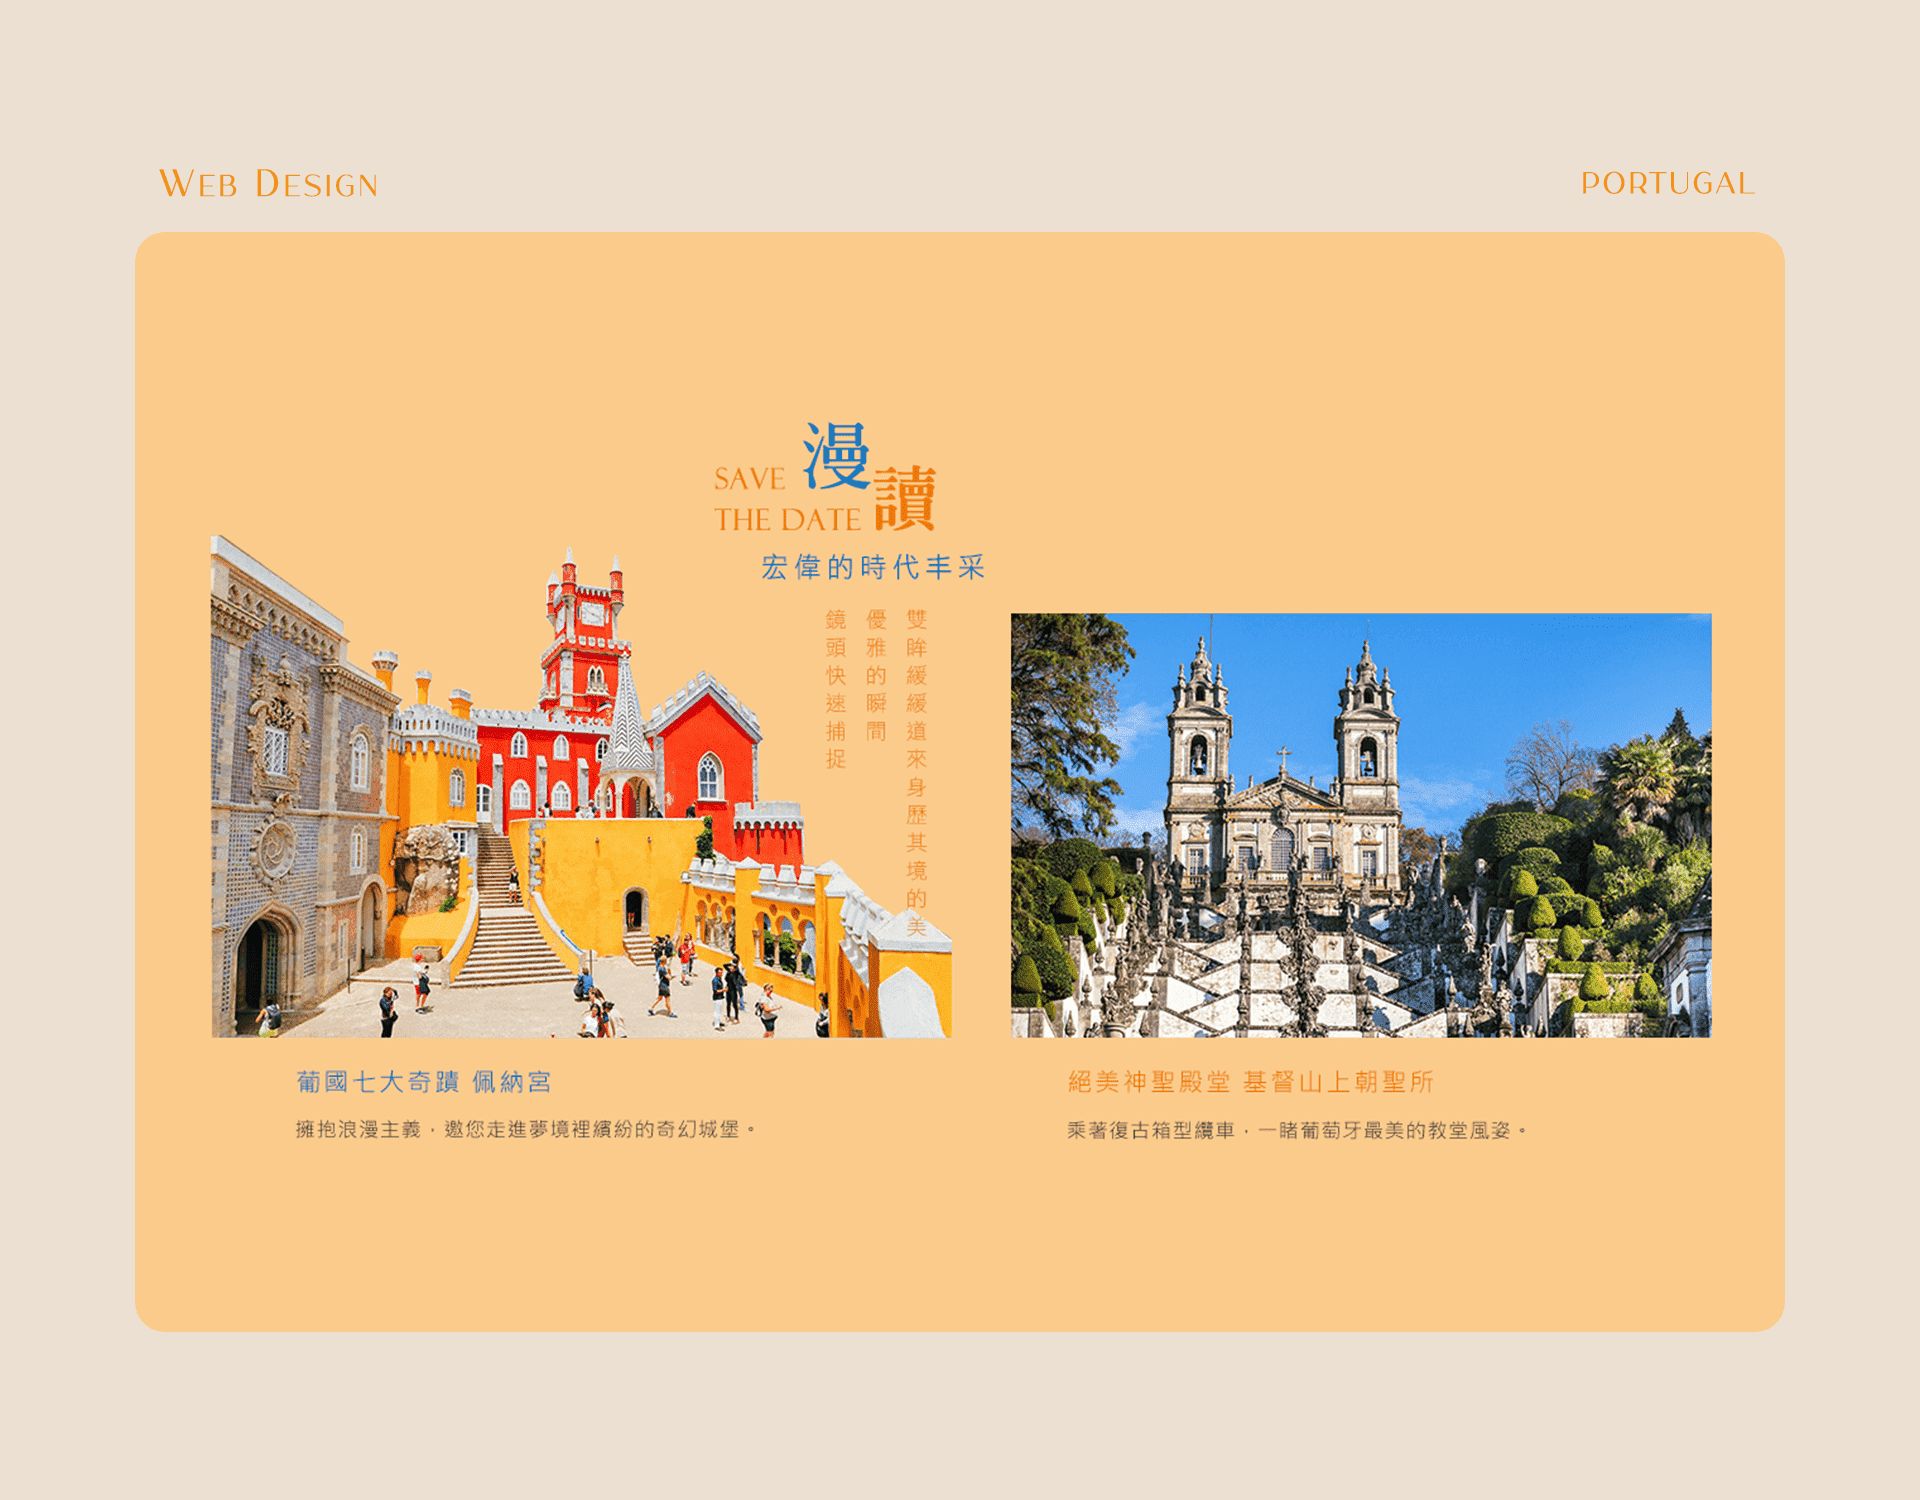 WEB DESIGN
PORTUGAL
SAVE
THE DATE
漫讀
宏偉的時代丰采
雙眸緩緩道來身歷其境的美
優雅的瞬間
鏡頭快速捕捉
葡國七大奇蹟 佩納宮
擁抱浪漫主義，邀您走進夢境裡繽紛的奇幻城堡。
絕美神聖殿堂 基督山上朝聖所
乘著復古箱型纜車，一睹葡萄牙最美的教堂風姿。